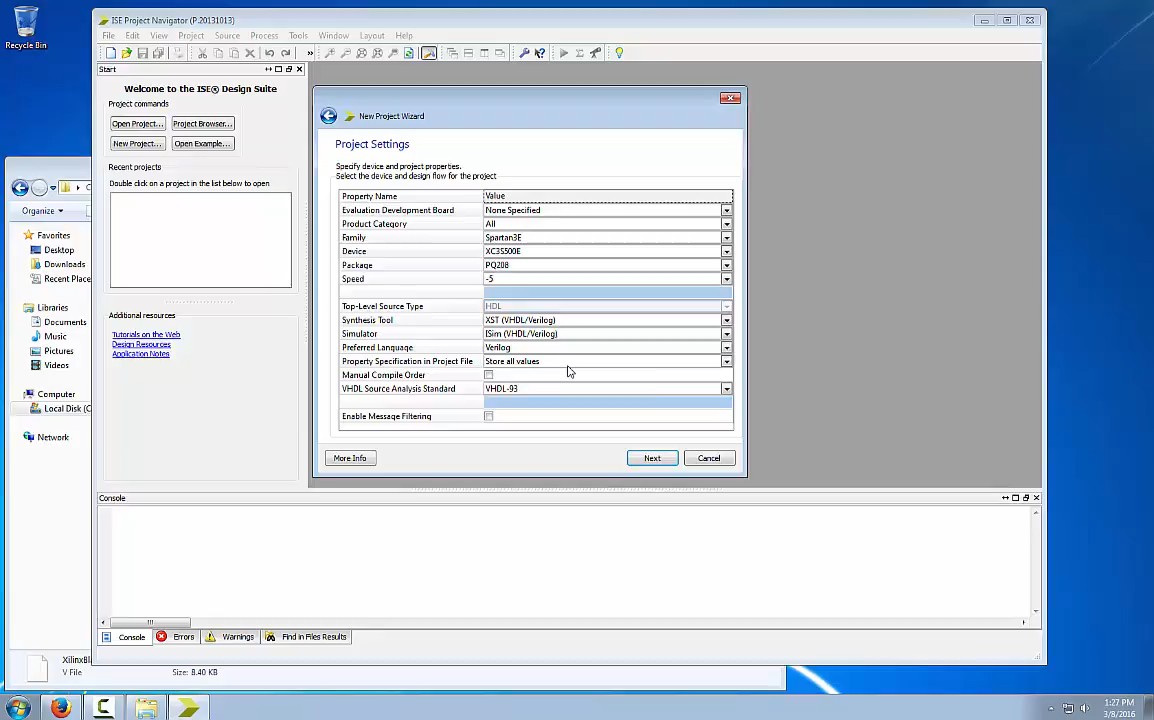 Recycle Bin
ISE Project Navigator (P.20131013)
File Edit View Project Source Process Tools Window Layout Help
Start
Welcome to the ISE® Design Suite
Project commands
Open Project... Project Browser...
New Project... Open Example...
Recent projects
Double click on a project in the list below to open
Additional resources
Tutorials on the Web
Design Resources
Application Notes
Organize
Favorites
Desktop
Downloads
Recent Place
Libraries
Documents
Music
Pictures
Videos
Computer
Local Disk (C
Network
New Project Wizard
Project Settings
Specify device and project properties.
Select the device and design flow for the project
Property Name Value
Evaluation Development Board None Specified
Product Category All
Family Spartan3E
Device XC3S500E
Package PQ208
Speed -5
Top-Level Source Type HDL
Synthesis Tool XST (VHDL/Verilog)
Simulator ISim (VHDL/Verilog)
Preferred Language Verilog
Property Specification in Project File Store all values
Manual Compile Order
VHDL Source Analysis Standard VHDL-93
Enable Message Filtering
More Info Next Cancel
Console
Console Errors Warnings Find in Files Results
V File Size: 8.40 KB
1:27 PM
3/8/2016